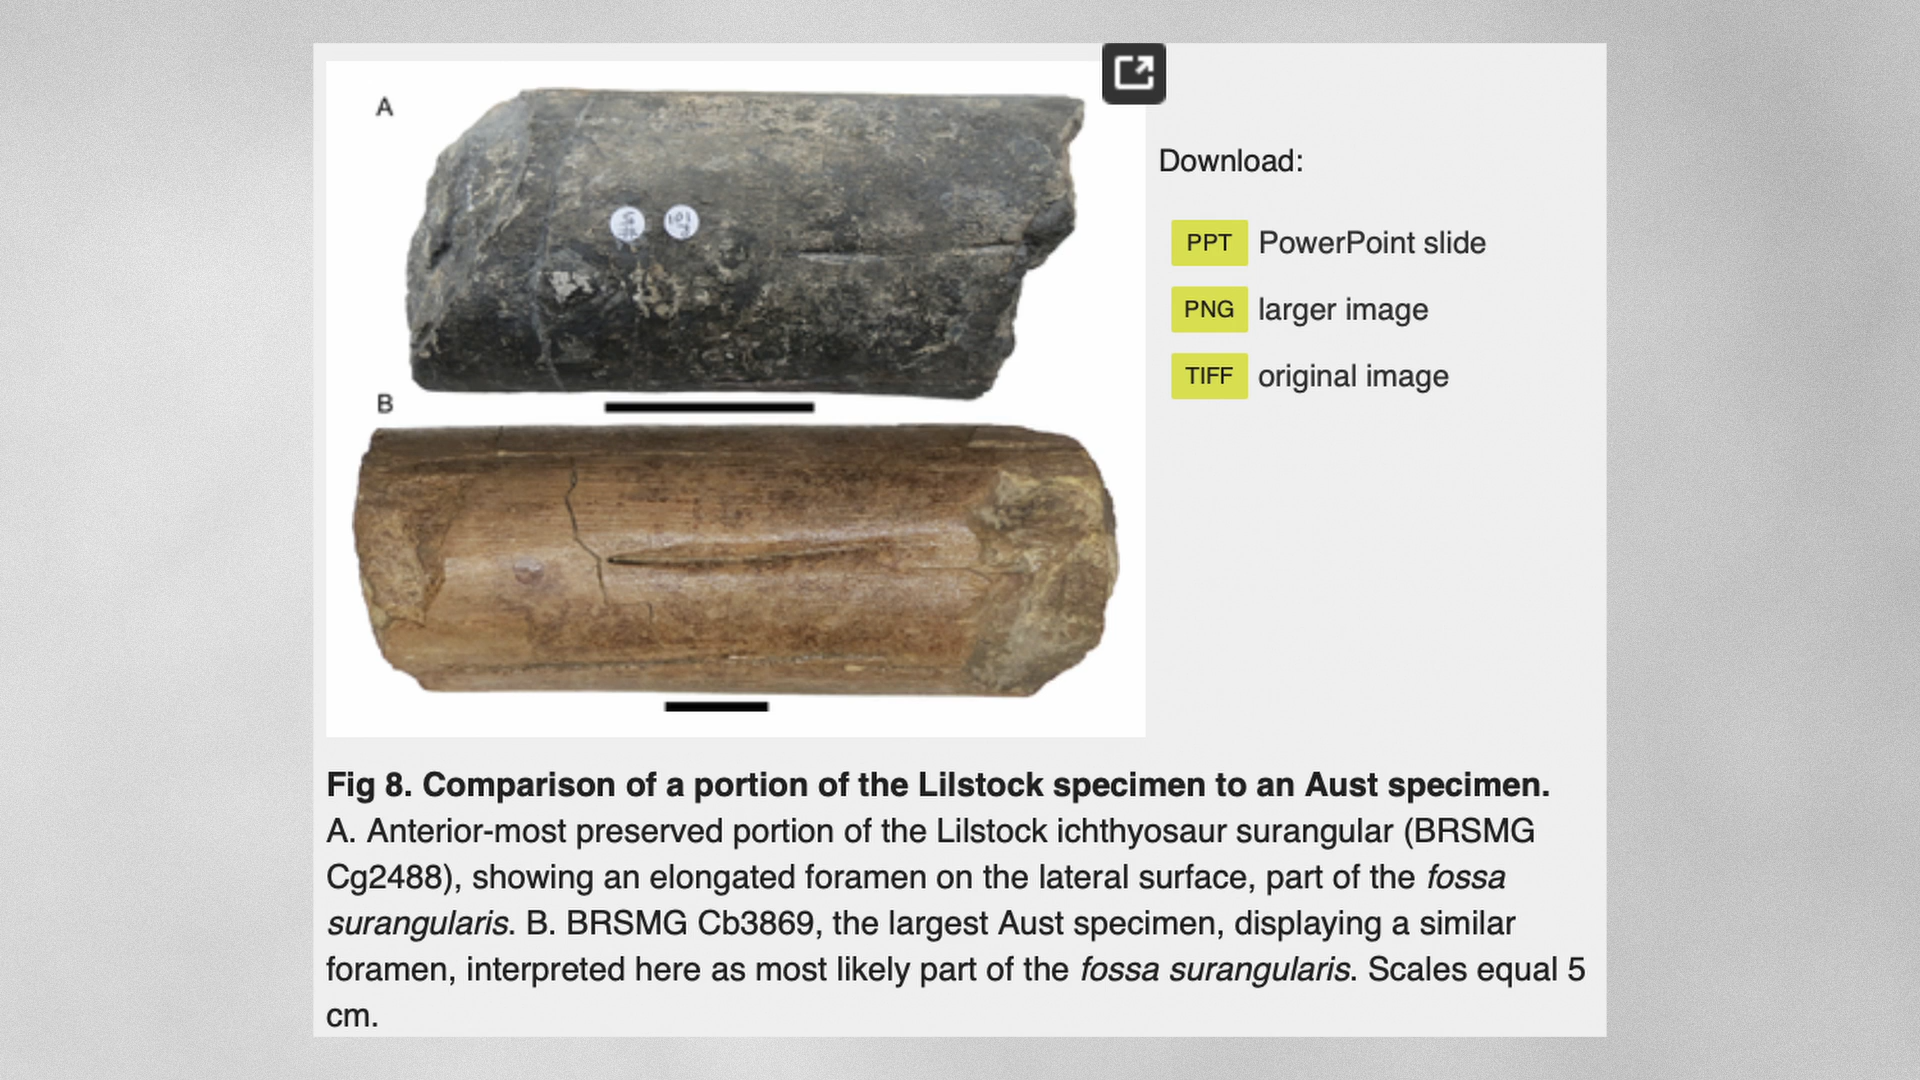 A
B
Download:
PPT PowerPoint slide
PNG larger image
TIFF original image
Fig 8. Comparison of a portion of the Lilstock specimen to an Aust specimen.
A. Anterior-most preserved portion of the Lilstock ichthyosaur surangular (BRSMG
Cg2488), showing an elongated foramen on the lateral surface, part of the fossa
surangularis. B. BRSMG Cb3869, the largest Aust specimen, displaying a similar
foramen, interpreted here as most likely part of the fossa surangularis. Scales equal 5
cm.